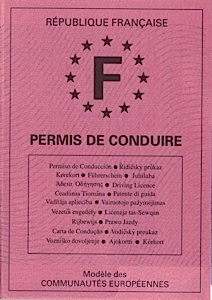 RÉPUBLIQUE FRANÇAISE
F
PERMIS DE CONDUIRE
Permiso de Conducción ● Řidičský průkaz
Kørekort ● Führerschein ● Juhiluba
Άδεια Οδήγησης ● Driving Licence
Ceadúnas Tiomána ● Patente di guida
Vadītāja apliecība ● Vairuotojo pažymėjimas
Vezetői engedély ● Liċenzja tas-Sewqan
Rijbewijs ● Prawo Jazdy
Carta de Condução ● Vodičský preukaz
Vozniško dovoljenje ● Ajokortti ● Körkort
Modèle des
COMMUNAUTÉS EUROPÉENNES